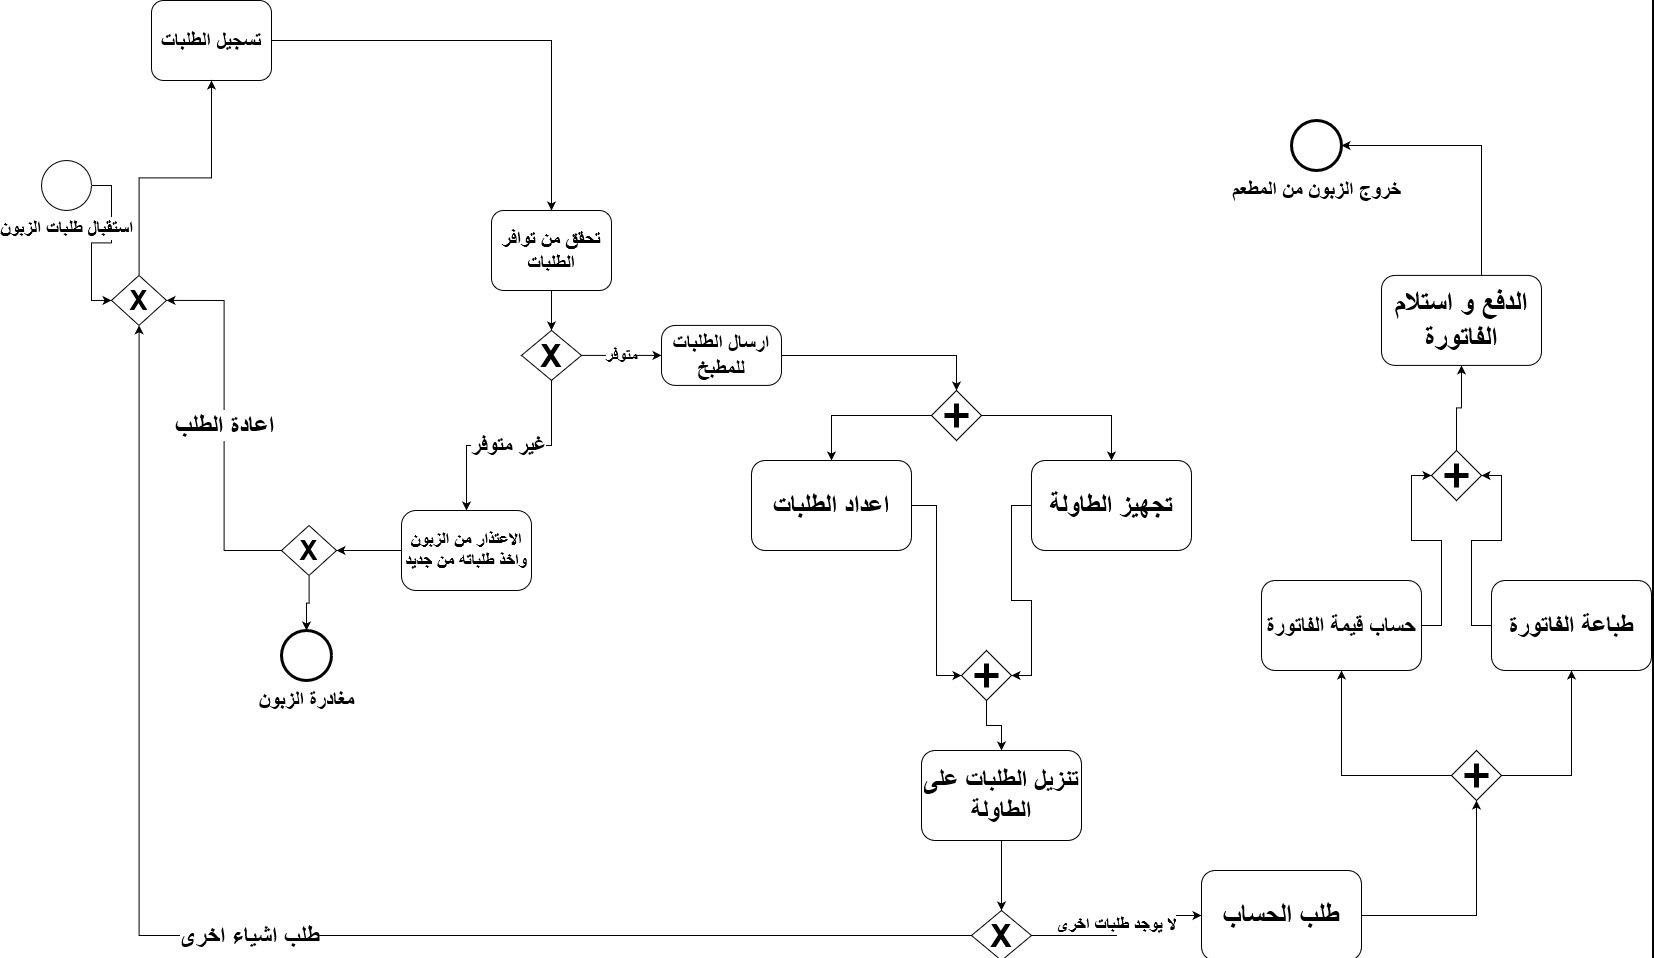 تسجيل الطلبات
استقبال طلبات الزبون
X
تحقق من توافر
الطلبات
X
متوفر
ارسال الطلبات
للمطبخ
غير متوفر
الاعتذار من الزبون
واخذ طلباته من جديد
X
اعادة الطلب
مغادرة الزبون
+
اعداد الطلبات
تجهيز الطاولة
+
تنزيل الطلبات على
الطاولة
X
طلب اشياء اخرى
لا يوجد طلبات اخرى
طلب الحساب
+
حساب قيمة الفاتورة
طباعة الفاتورة
+
الدفع و استلام
الفاتورة
خروج الزبون من المطعم